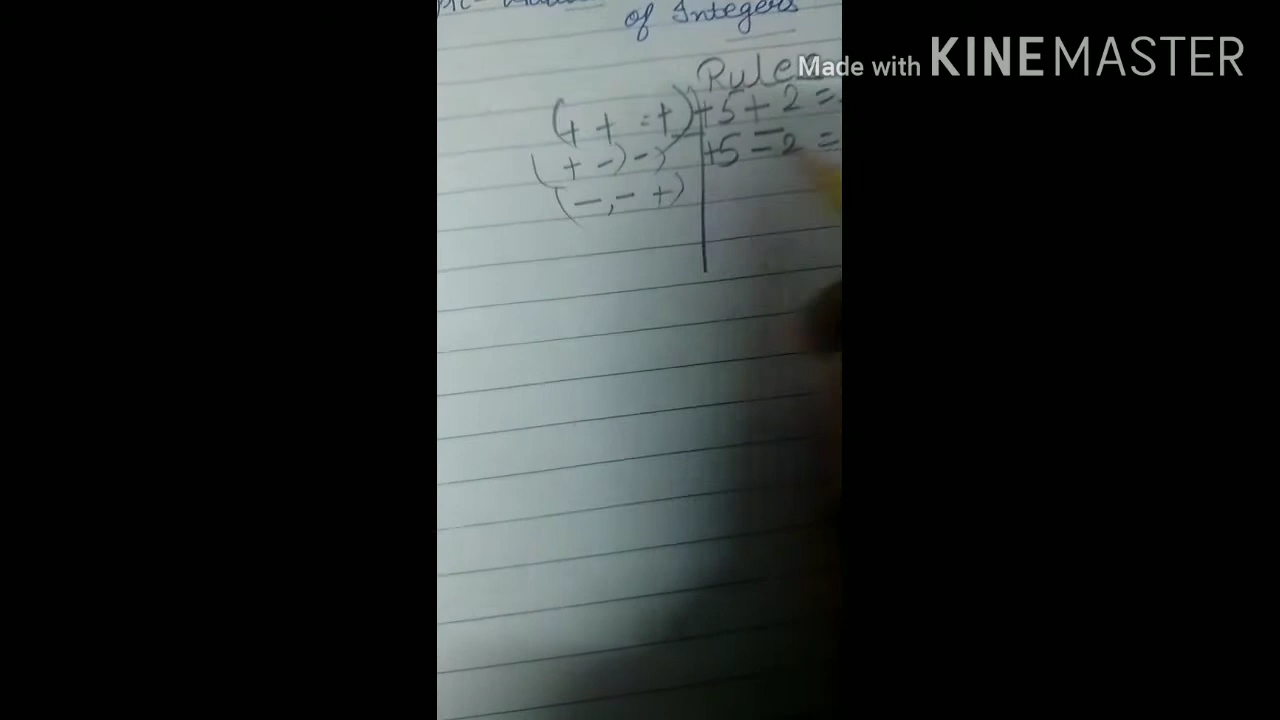 of Integers
Rules
Made with KINEMASTER
(+ + = +) +5 + 2 =
(+ -) -) +5 - 2 =
(-, - +)